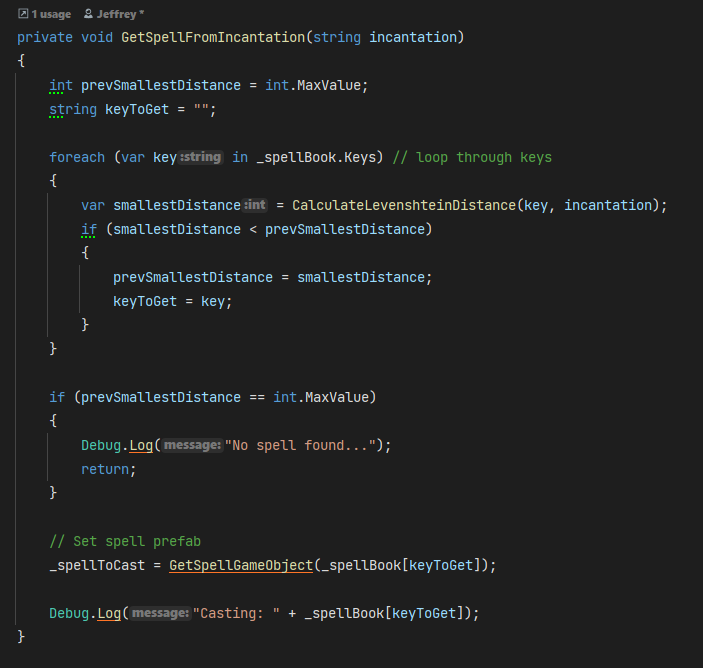 1 usage Jeffrey *
private void GetSpellFromIncantation(string incantation)
{
int prevSmallestDistance = int.MaxValue;
string keyToGet = "";
foreach (var key:string in _spellBook.Keys) // loop through keys
{
var smallestDistance:int = CalculateLevenshteinDistance(key, incantation);
if (smallestDistance < prevSmallestDistance)
{
prevSmallestDistance = smallestDistance;
keyToGet = key;
}
}
if (prevSmallestDistance == int.MaxValue)
{
Debug.Log(message:"No spell found...");
return;
}
// Set spell prefab
_spellToCast = GetSpellGameObject(_spellBook[keyToGet]);
Debug.Log(message:"Casting: " + _spellBook[keyToGet]);
}